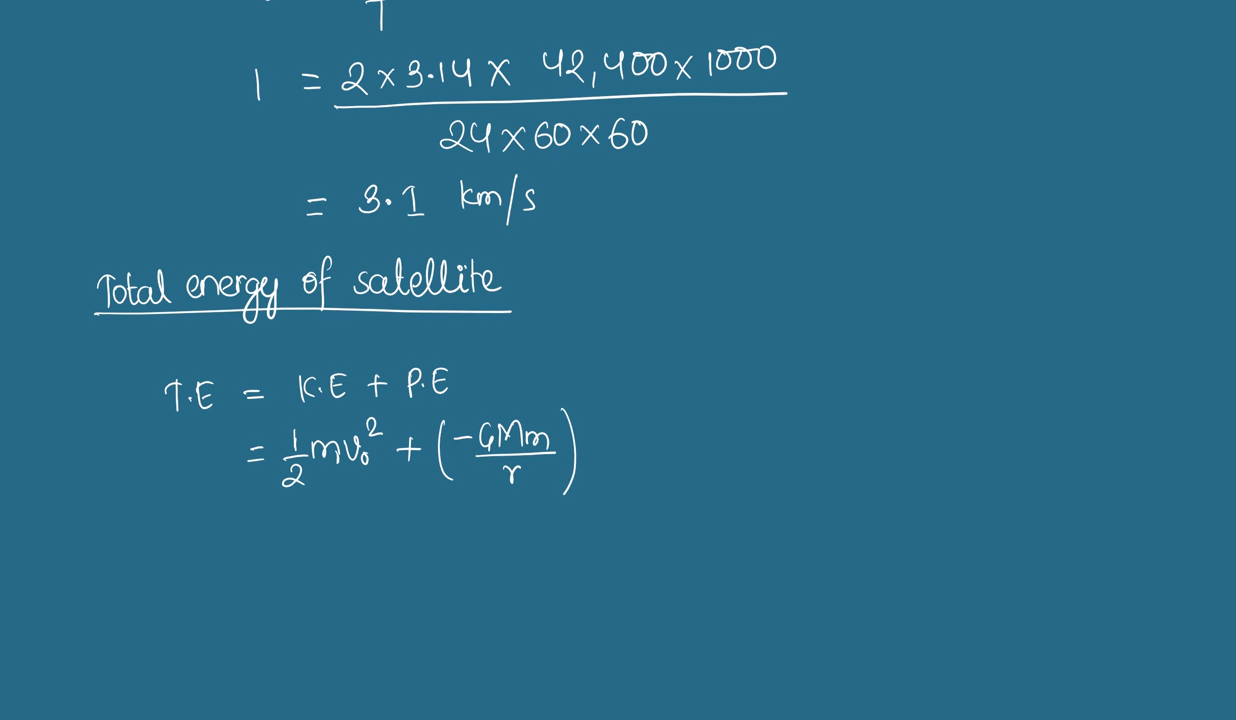 T
| = 2 × 3.14 × 42,400 × 1000
24 × 60 × 60
= 3.1 km/s
Total energy of satellite
T.E = K.E + P.E
= 1/2 mv₀² + (-GMm/r)